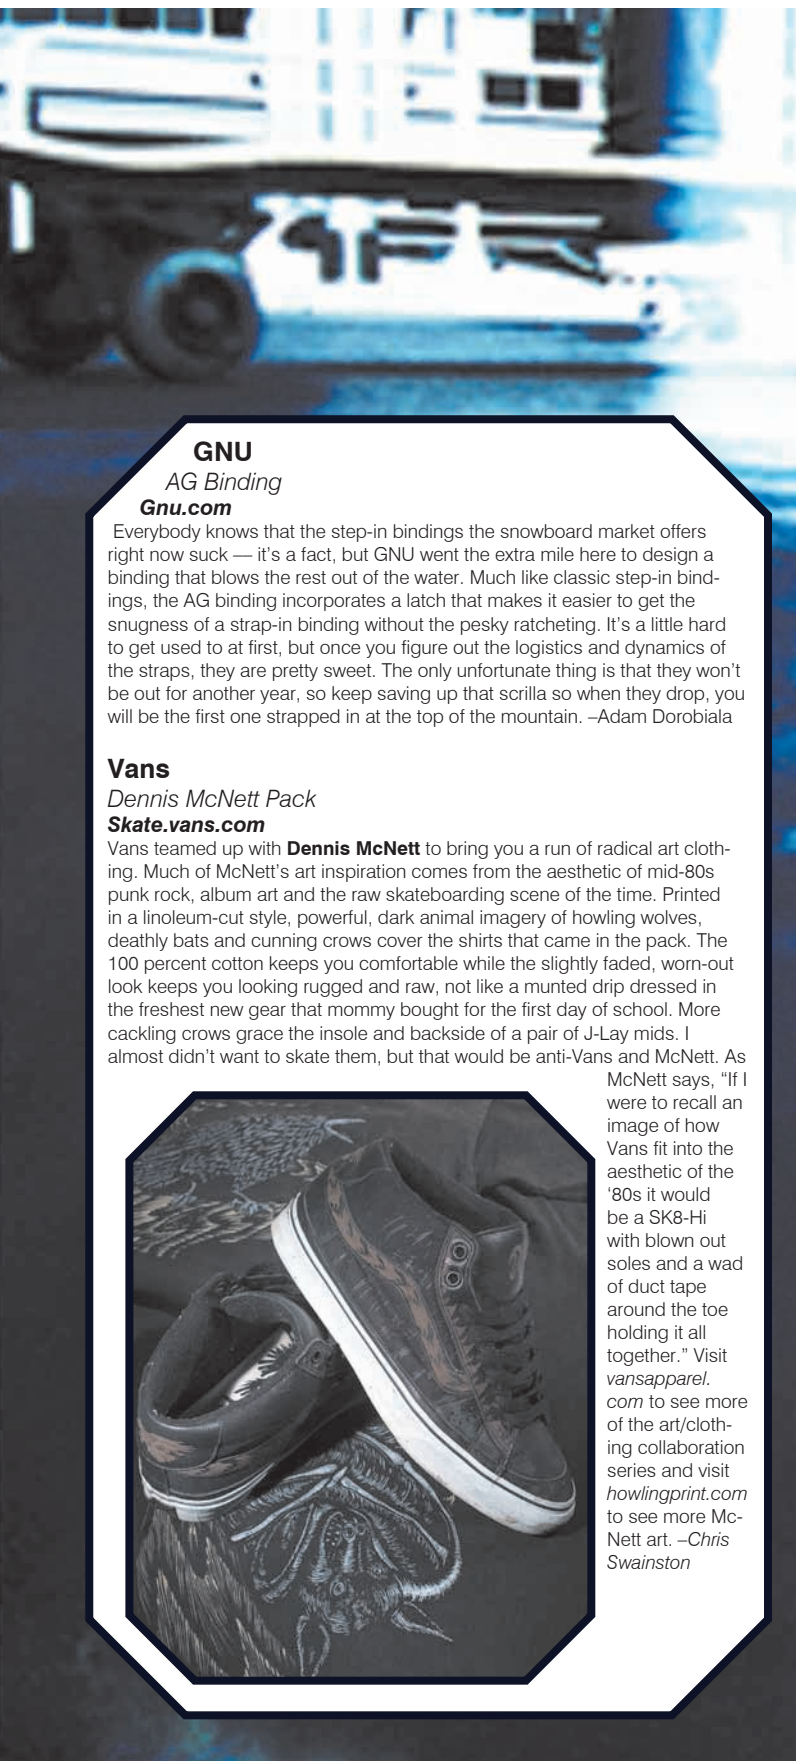 GNU
AG Binding
Gnu.com
Everybody knows that the step-in bindings the snowboard market offers
right now suck — it's a fact, but GNU went the extra mile here to design a
binding that blows the rest out of the water. Much like classic step-in bind-
ings, the AG binding incorporates a latch that makes it easier to get the
snugness of a strap-in binding without the pesky ratcheting. It's a little hard
to get used to at first, but once you figure out the logistics and dynamics of
the straps, they are pretty sweet. The only unfortunate thing is that they won't
be out for another year, so keep saving up that scrilla so when they drop, you
will be the first one strapped in at the top of the mountain. –Adam Dorobiala
Vans
Dennis McNett Pack
Skate.vans.com
Vans teamed up with Dennis McNett to bring you a run of radical art cloth-
ing. Much of McNett's art inspiration comes from the aesthetic of mid-80s
punk rock, album art and the raw skateboarding scene of the time. Printed
in a linoleum-cut style, powerful, dark animal imagery of howling wolves,
deathly bats and cunning crows cover the shirts that came in the pack. The
100 percent cotton keeps you comfortable while the slightly faded, worn-out
look keeps you looking rugged and raw, not like a munted drip dressed in
the freshest new gear that mommy bought for the first day of school. More
cackling crows grace the insole and backside of a pair of J-Lay mids. I
almost didn't want to skate them, but that would be anti-Vans and McNett. As
McNett says, “If I
were to recall an
image of how
Vans fit into the
aesthetic of the
‘80s it would
be a SK8-Hi
with blown out
soles and a wad
of duct tape
around the toe
holding it all
together.” Visit
vansapparel.
com to see more
of the art/cloth-
ing collaboration
series and visit
howlingprint.com
to see more Mc-
Nett art. –Chris
Swainston